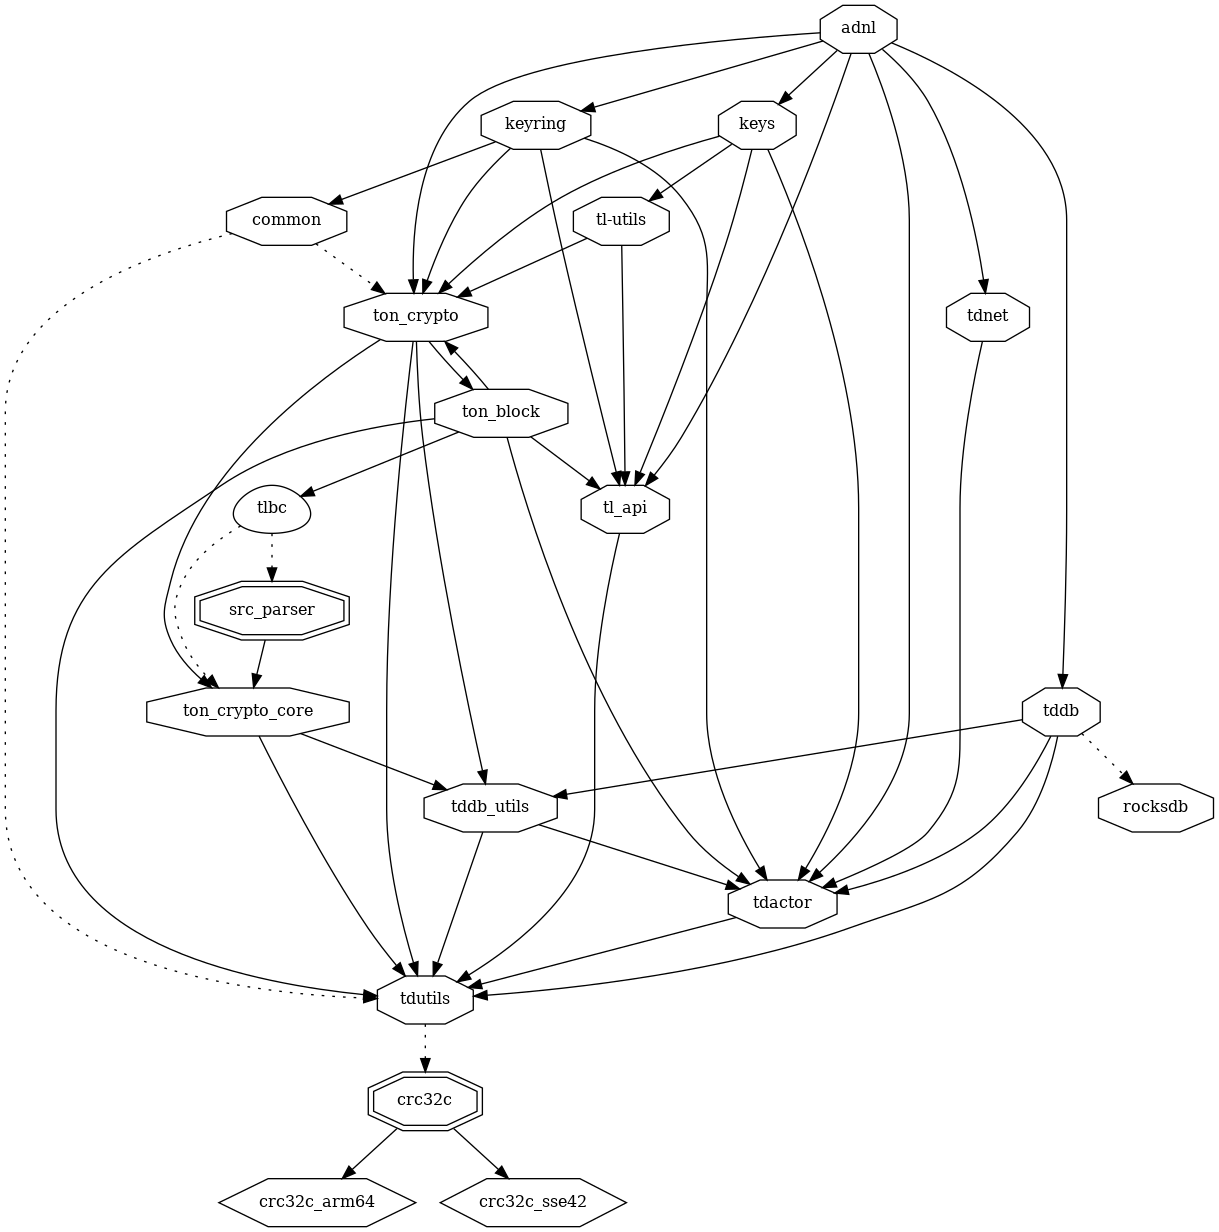 adnl
keyring
keys
common
tl-utils
ton_crypto
tdnet
ton_block
tlbc
tl_api
src_parser
ton_crypto_core
tddb
tddb_utils
rocksdb
tdactor
tdutils
crc32c
crc32c_arm64
crc32c_sse42